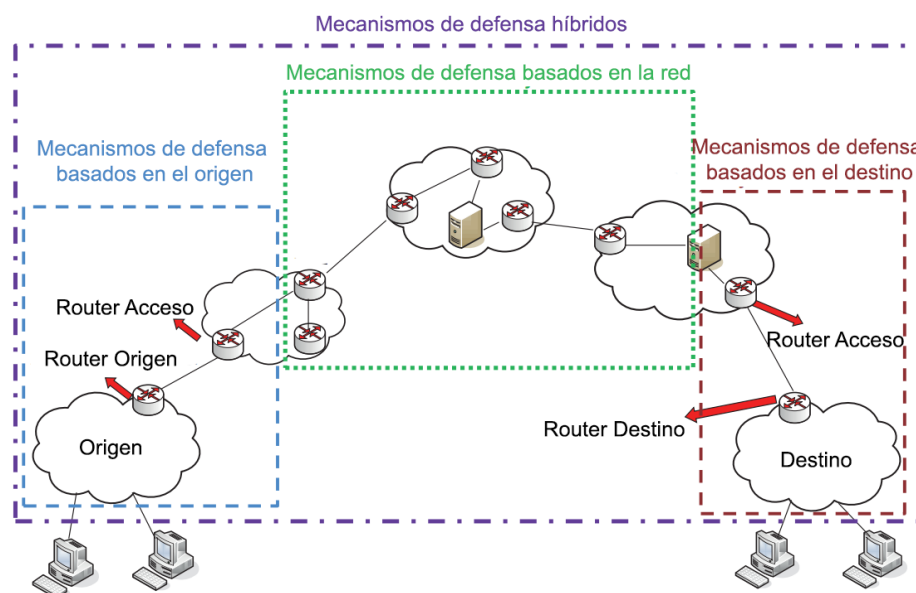 Mecanismos de defensa híbridos
Mecanismos de defensa basados en la red
Mecanismos de defensa
basados en el origen
Mecanismos de defensa
basados en el destino
Router Acceso
Router Origen
Origen
Router Acceso
Router Destino
Destino